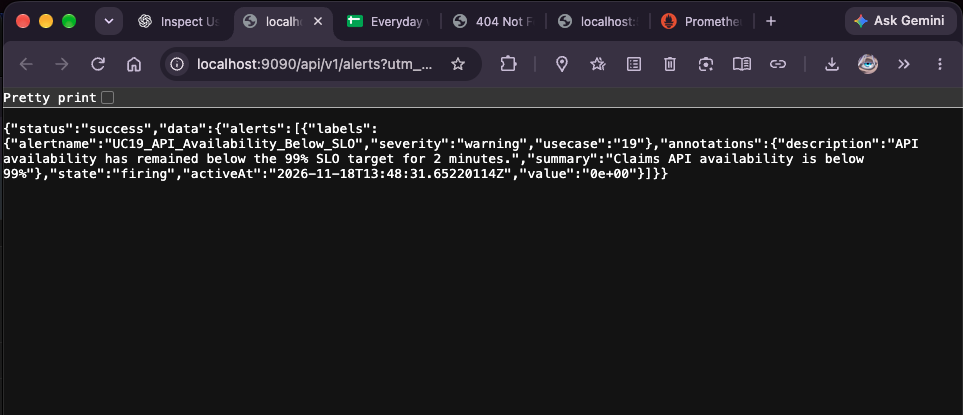 Inspect Us
localh
Everyday
404 Not F
localhost:
Prometheu
Ask Gemini
localhost:9090/api/v1/alerts?utm_...
Pretty print
{"status":"success","data":{"alerts":[{"labels":
{"alertname":"UC19_API_Availability_Below_SLO","severity":"warning","usecase":"19"},"annotations":{"description":"API
availability has remained below the 99% SLO target for 2 minutes.","summary":"Claims API availability is below
99%"},"state":"firing","activeAt":"2026-11-18T13:48:31.65220114Z","value":"0e+00"}]}}